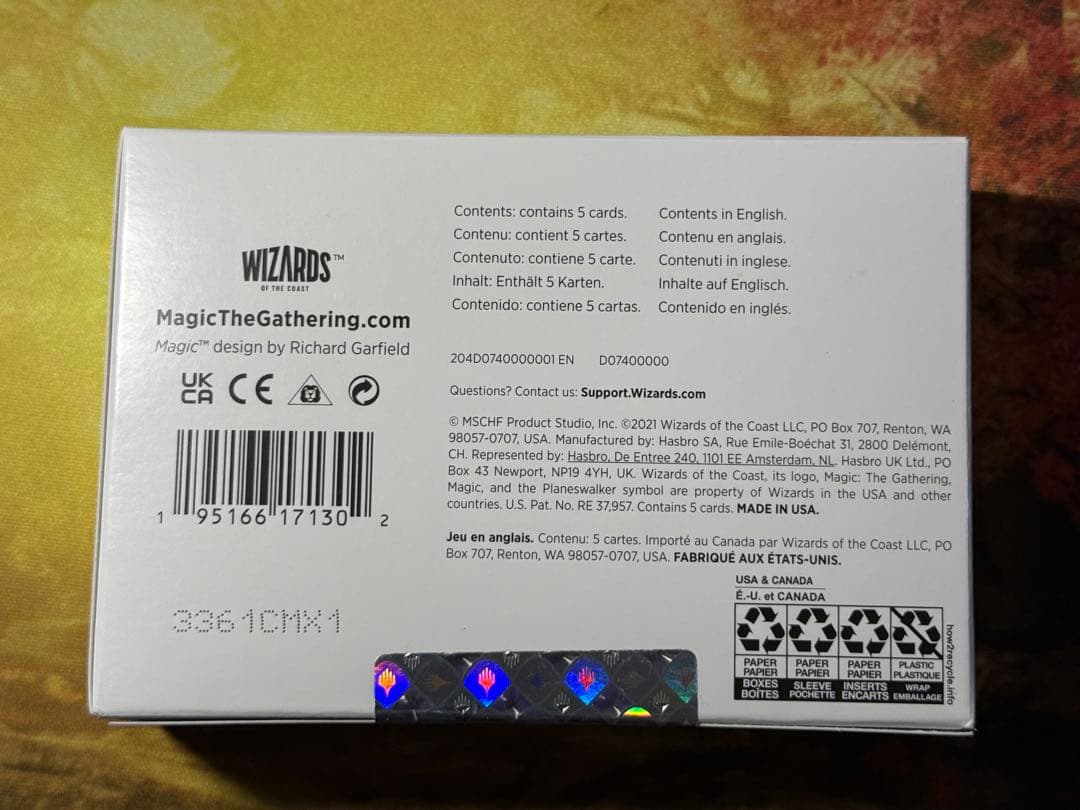 WIZARDS™
OF THE COAST
MagicTheGathering.com
Magic™ design by Richard Garfield
UK
CA CE
1 95166 17130 2
3361CMX1
Contents: contains 5 cards. Contents in English.
Contenu: contient 5 cartes. Contenu en anglais.
Contenuto: contiene 5 carte. Contenuti in inglese.
Inhalt: Enthält 5 Karten. Inhalte auf Englisch.
Contenido: contiene 5 cartas. Contenido en inglés.
204D0740000001 EN D07400000
Questions? Contact us: Support.Wizards.com
© MSCHF Product Studio, Inc. ©2021 Wizards of the Coast LLC, PO Box 707, Renton, WA
98057-0707, USA. Manufactured by: Hasbro SA, Rue Emile-Boéchat 31, 2800 Delémont,
CH. Represented by: Hasbro, De Entree 240, 1101 EE Amsterdam, NL. Hasbro UK Ltd., PO
Box 43 Newport, NP19 4YH, UK. Wizards of the Coast, its logo, Magic: The Gathering,
Magic, and the Planeswalker symbol are property of Wizards in the USA and other
countries. U.S. Pat. No. RE 37,957. Contains 5 cards. MADE IN USA.
Jeu en anglais. Contenu: 5 cartes. Importé au Canada par Wizards of the Coast LLC, PO
Box 707, Renton, WA 98057-0707, USA. FABRIQUÉ AUX ÉTATS-UNIS.
USA & CANADA
É.-U. et CANADA
PAPER PAPER PAPER PLASTIC
PAPIER PAPIER PAPIER PLASTIQUE
BOXES SLEEVE INSERTS WRAP
BOÎTES POCHETTE ENCARTS EMBALLAGE
how2recycle.info